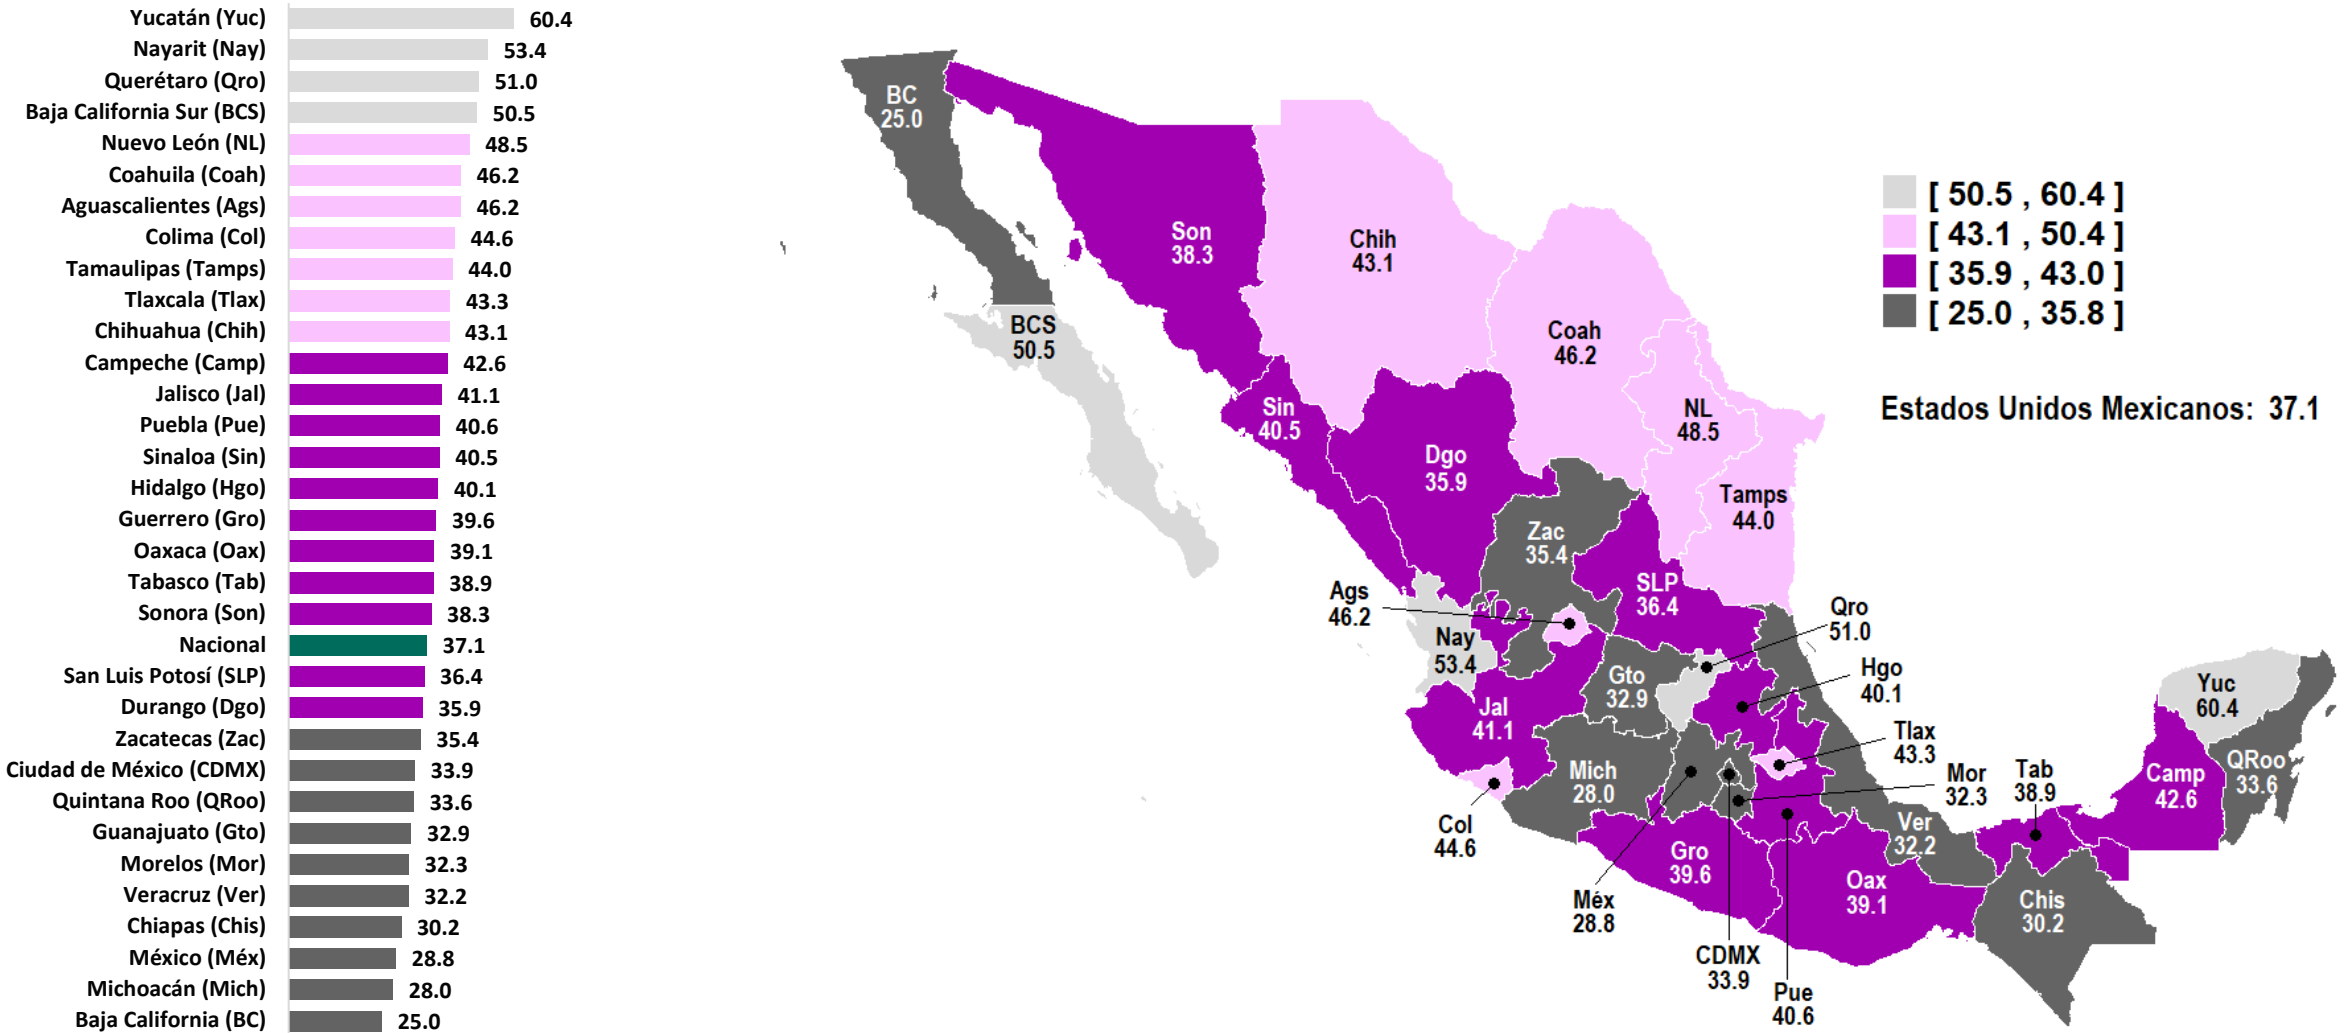 Yucatán (Yuc) 60.4
Nayarit (Nay) 53.4
Querétaro (Qro) 51.0
Baja California Sur (BCS) 50.5
Nuevo León (NL) 48.5
Coahuila (Coah) 46.2
Aguascalientes (Ags) 46.2
Colima (Col) 44.6
Tamaulipas (Tamps) 44.0
Tlaxcala (Tlax) 43.3
Chihuahua (Chih) 43.1
Campeche (Camp) 42.6
Jalisco (Jal) 41.1
Puebla (Pue) 40.6
Sinaloa (Sin) 40.5
Hidalgo (Hgo) 40.1
Guerrero (Gro) 39.6
Oaxaca (Oax) 39.1
Tabasco (Tab) 38.9
Sonora (Son) 38.3
Nacional 37.1
San Luis Potosí (SLP) 36.4
Durango (Dgo) 35.9
Zacatecas (Zac) 35.4
Ciudad de México (CDMX) 33.9
Quintana Roo (QRoo) 33.6
Guanajuato (Gto) 32.9
Morelos (Mor) 32.3
Veracruz (Ver) 32.2
Chiapas (Chis) 30.2
México (Méx) 28.8
Michoacán (Mich) 28.0
Baja California (BC) 25.0
BC
25.0
Son
38.3
Chih
43.1
BCS
50.5
Coah
46.2
Sin
40.5
NL
48.5
Dgo
35.9
Tamps
44.0
Zac
35.4
SLP
36.4
Ags
46.2
Nay
53.4
Qro
51.0
Gto
32.9
Hgo
40.1
Jal
41.1
Tlax
43.3
Mich
28.0
Mor
32.3
Tab
38.9
Yuc
60.4
QRoo
33.6
Camp
42.6
Col
44.6
Ver
32.2
Gro
39.6
Oax
39.1
Méx
28.8
Chis
30.2
CDMX
33.9
Pue
40.6
[ 50.5 , 60.4 ]
[ 43.1 , 50.4 ]
[ 35.9 , 43.0 ]
[ 25.0 , 35.8 ]
Estados Unidos Mexicanos: 37.1